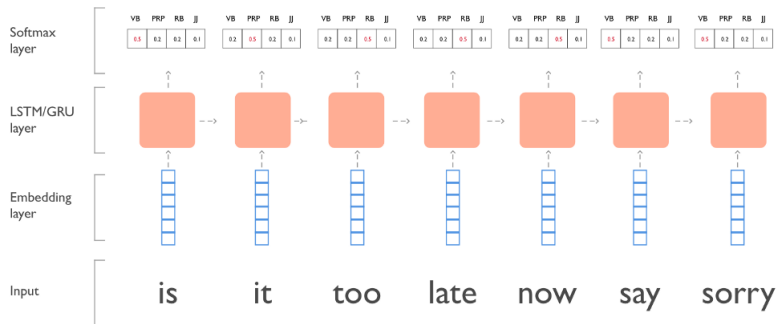 Softmax layer
VB PRP RB JJ VB PRP RB JJ VB PRP RB JJ VB PRP RB JJ VB PRP RB JJ VB PRP RB JJ VB PRP RB JJ
0.5 0.2 0.2 0.1 0.2 0.5 0.2 0.1 0.2 0.2 0.5 0.1 0.2 0.2 0.5 0.1 0.2 0.2 0.5 0.1 0.5 0.2 0.2 0.1 0.5 0.2 0.2 0.1
LSTM/GRU layer
Embedding layer
Input
is it too late now say sorry